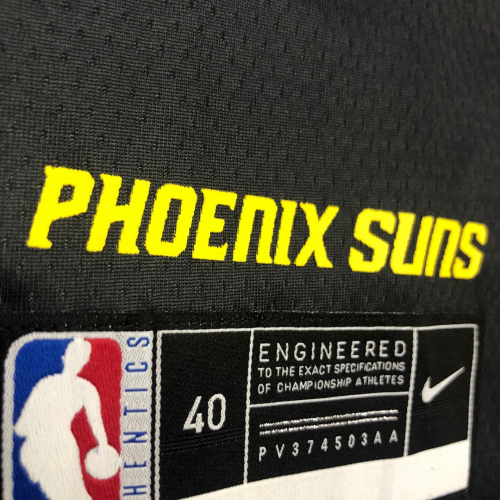 PHOENIX SUNS
HENTICS
40
ENGINEERED
TO THE EXACT SPECIFICATIONS
OF CHAMPIONSHIP ATHLETES
PV374503AA